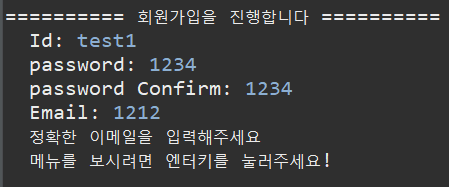 ========== 회원가입을 진행합니다 ==========
Id: test1
password: 1234
password Confirm: 1234
Email: 1212
정확한 이메일을 입력해주세요
메뉴를 보시려면 엔터키를 눌러주세요!